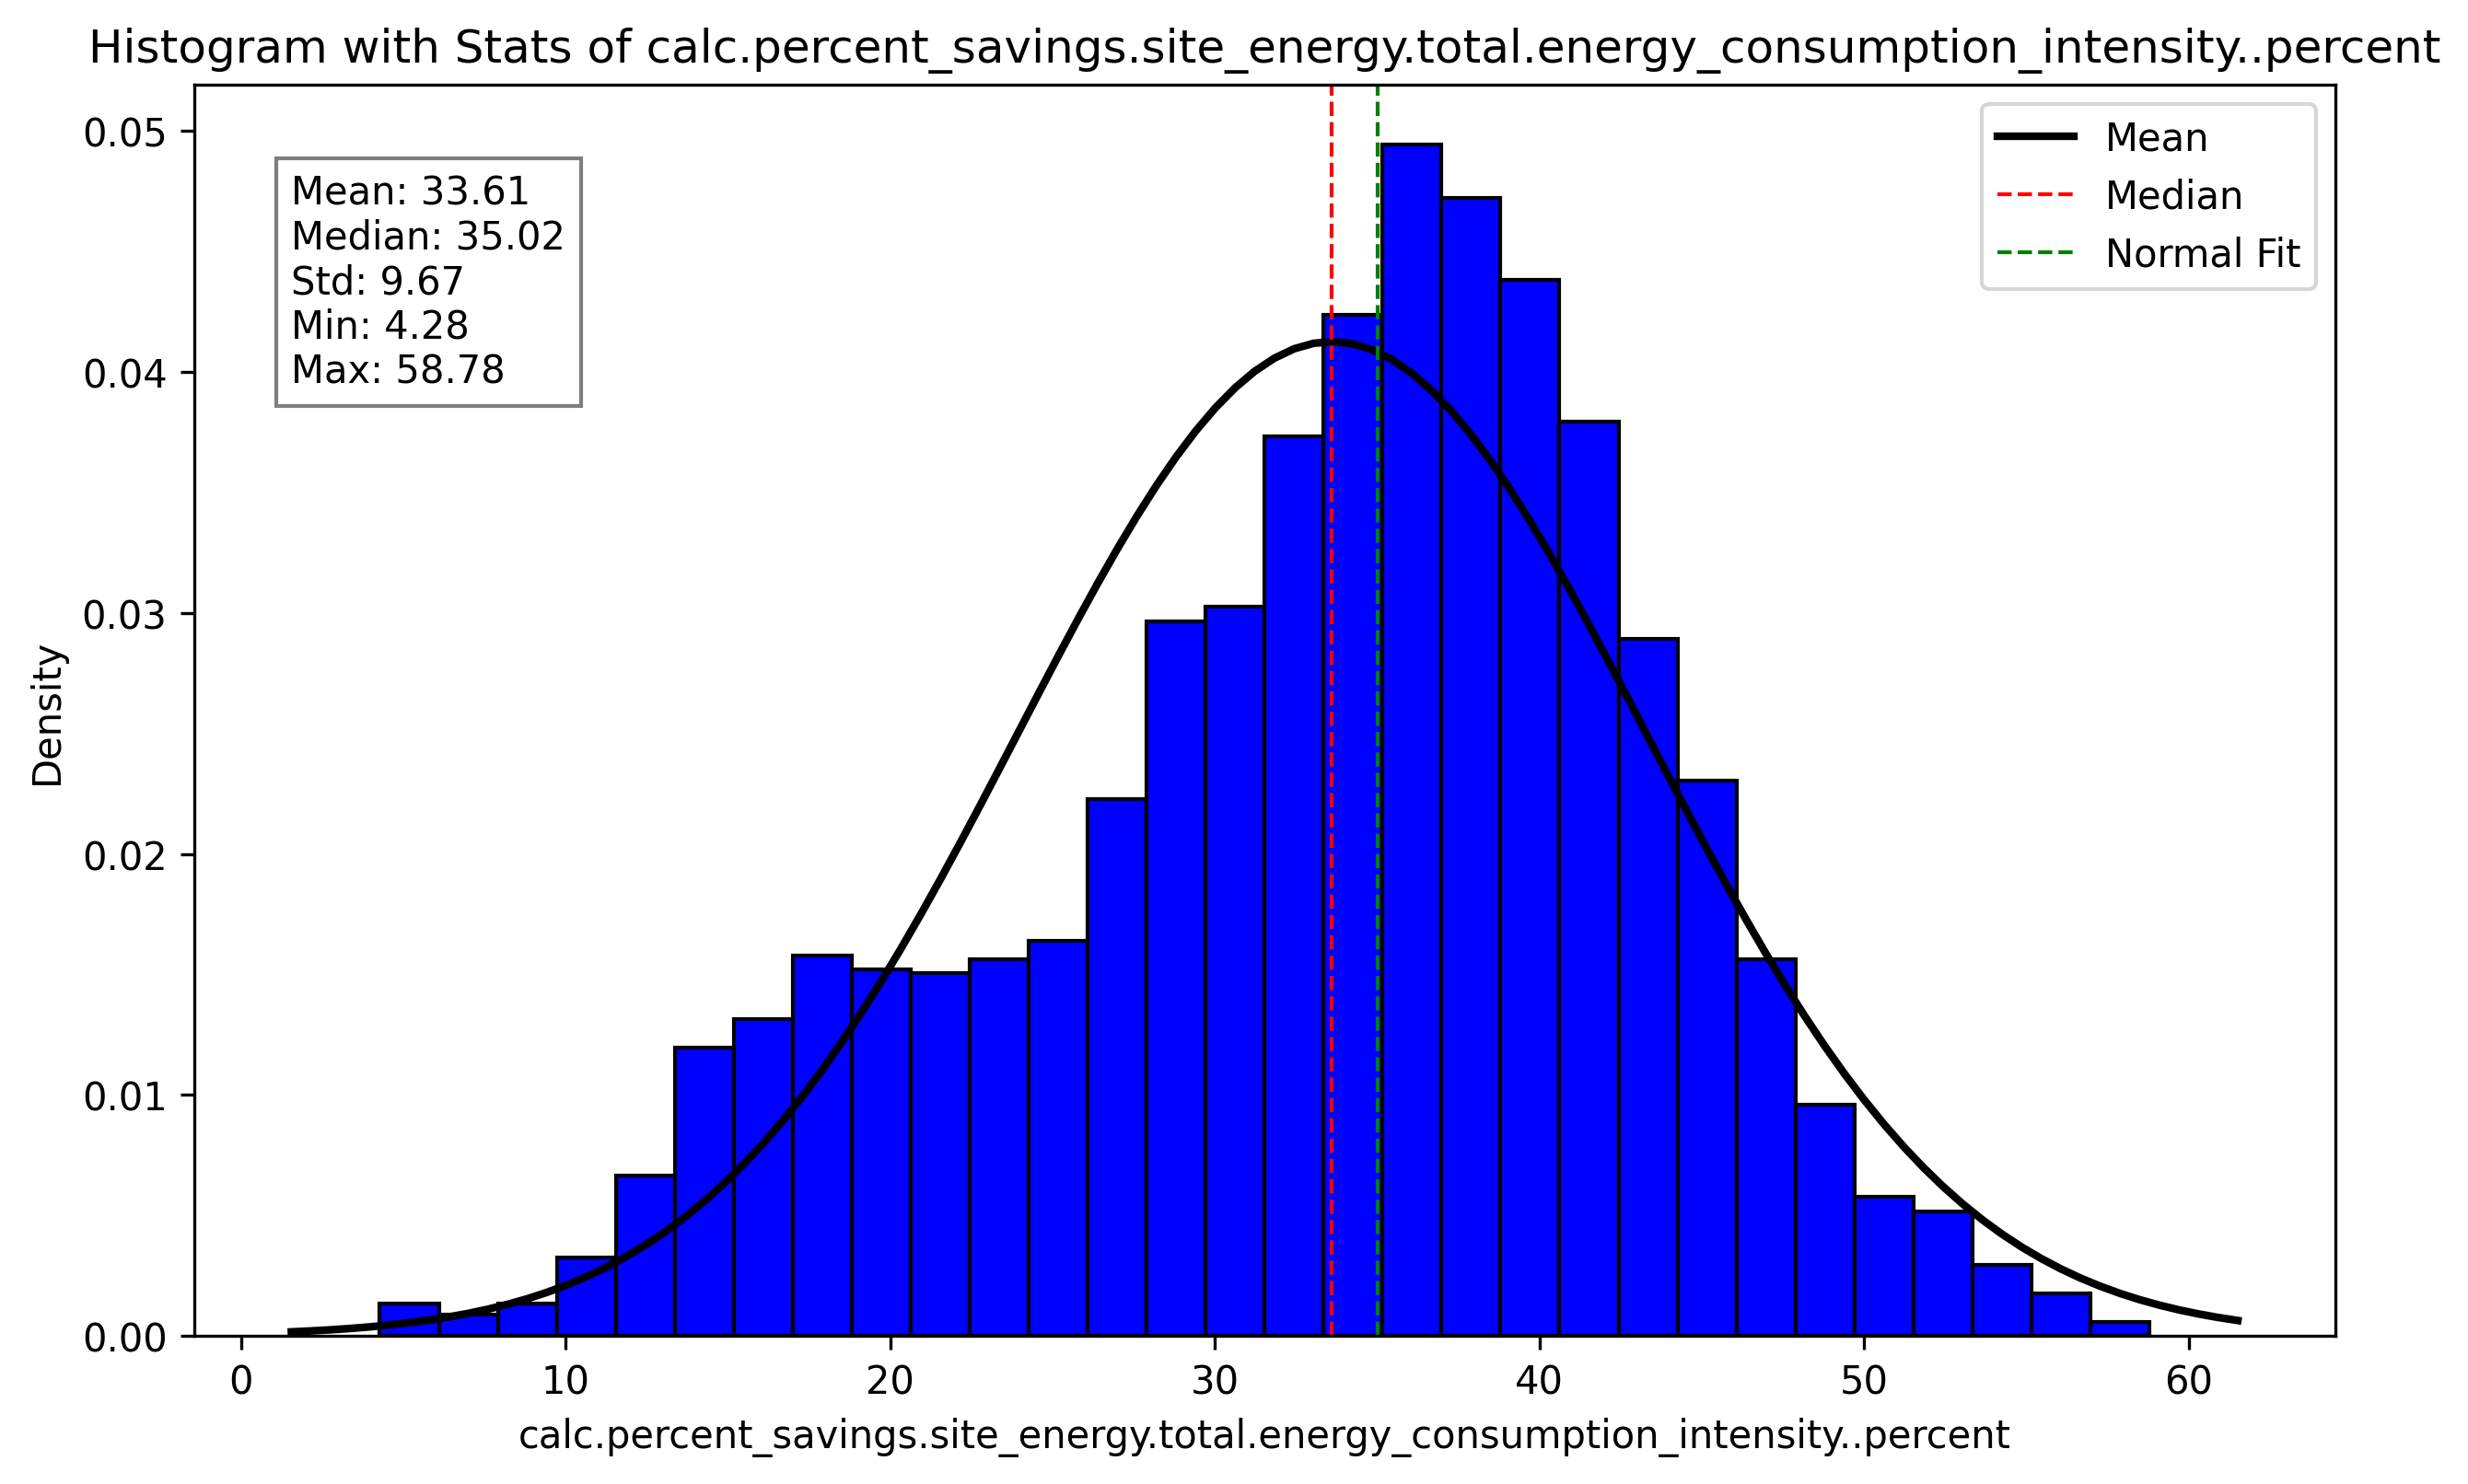 Histogram with Stats of calc.percent_savings.site_energy.total.energy_consumption_intensity..percent
Mean: 33.61
Median: 35.02
Std: 9.67
Min: 4.28
Max: 58.78
Mean
Median
Normal Fit
Density
0.05
0.04
0.03
0.02
0.01
0.00
0 10 20 30 40 50 60
calc.percent_savings.site_energy.total.energy_consumption_intensity..percent